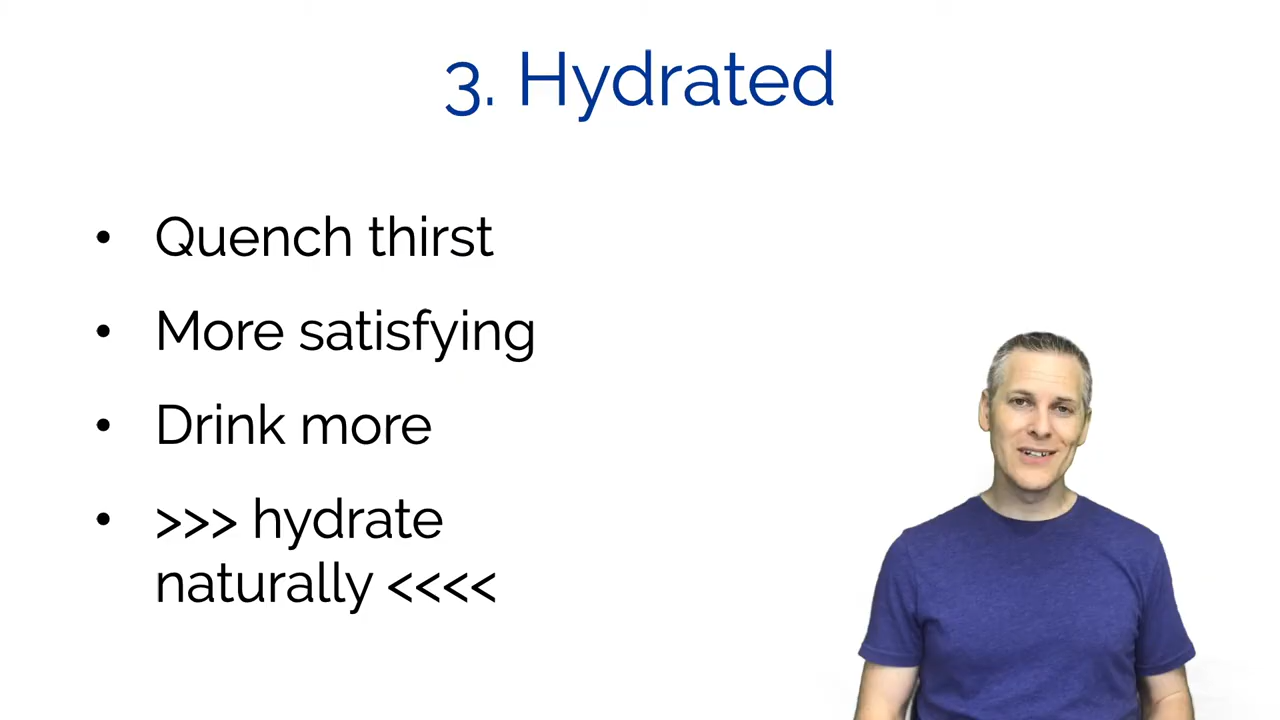 3. Hydrated
• Quench thirst
• More satisfying
• Drink more
• >>> hydrate
naturally <<<<